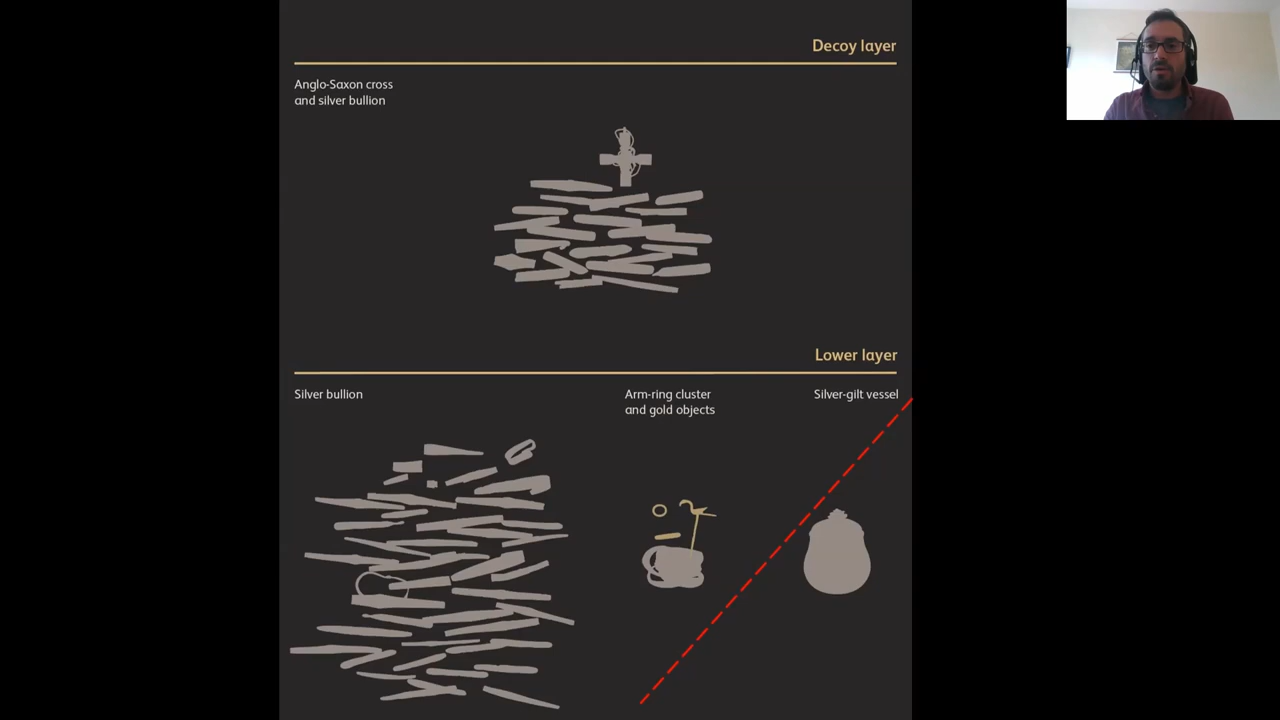 Decoy layer
Anglo-Saxon cross
and silver bullion
Lower layer
Silver bullion
Arm-ring cluster
and gold objects
Silver-gilt vessel